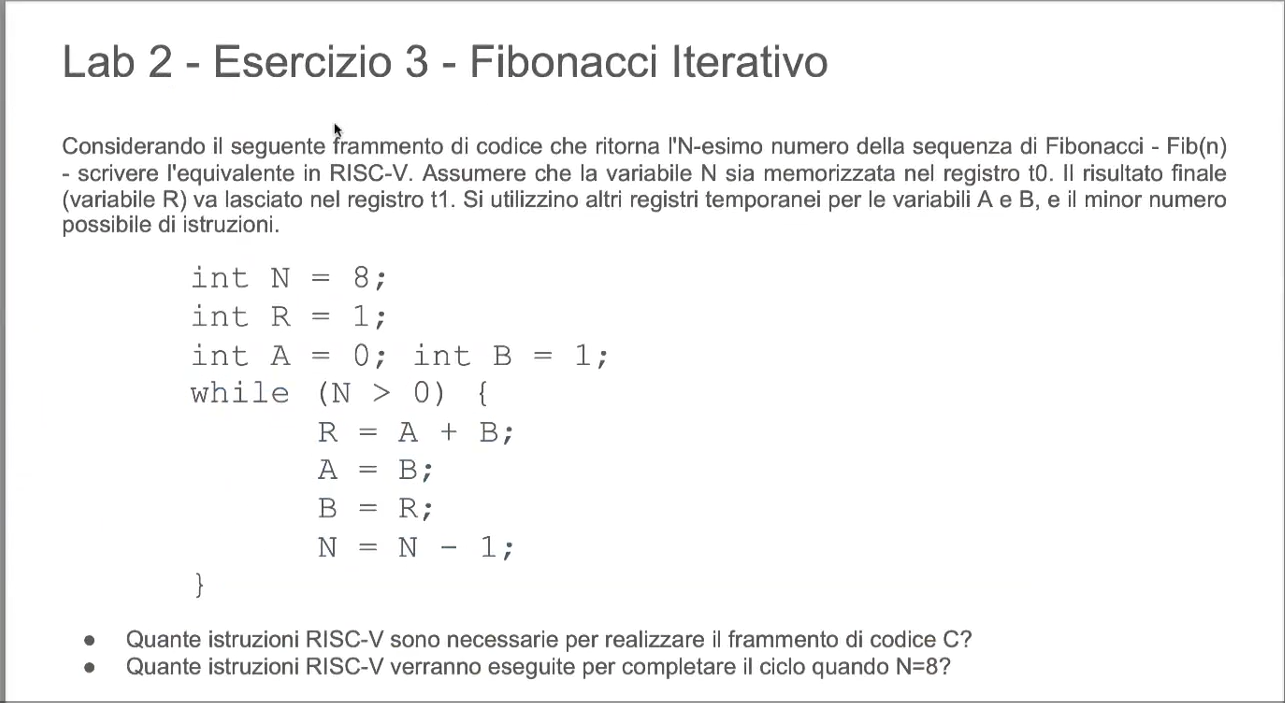 Lab 2 - Esercizio 3 - Fibonacci Iterativo
Considerando il seguente frammento di codice che ritorna l'N-esimo numero della sequenza di Fibonacci - Fib(n)
- scrivere l'equivalente in RISC-V. Assumere che la variabile N sia memorizzata nel registro t0. Il risultato finale
(variabile R) va lasciato nel registro t1. Si utilizzino altri registri temporanei per le variabili A e B, e il minor numero
possibile di istruzioni.
int N = 8;
int R = 1;
int A = 0; int B = 1;
while (N > 0) {
R = A + B;
A = B;
B = R;
N = N - 1;
}
● Quante istruzioni RISC-V sono necessarie per realizzare il frammento di codice C?
● Quante istruzioni RISC-V verranno eseguite per completare il ciclo quando N=8?